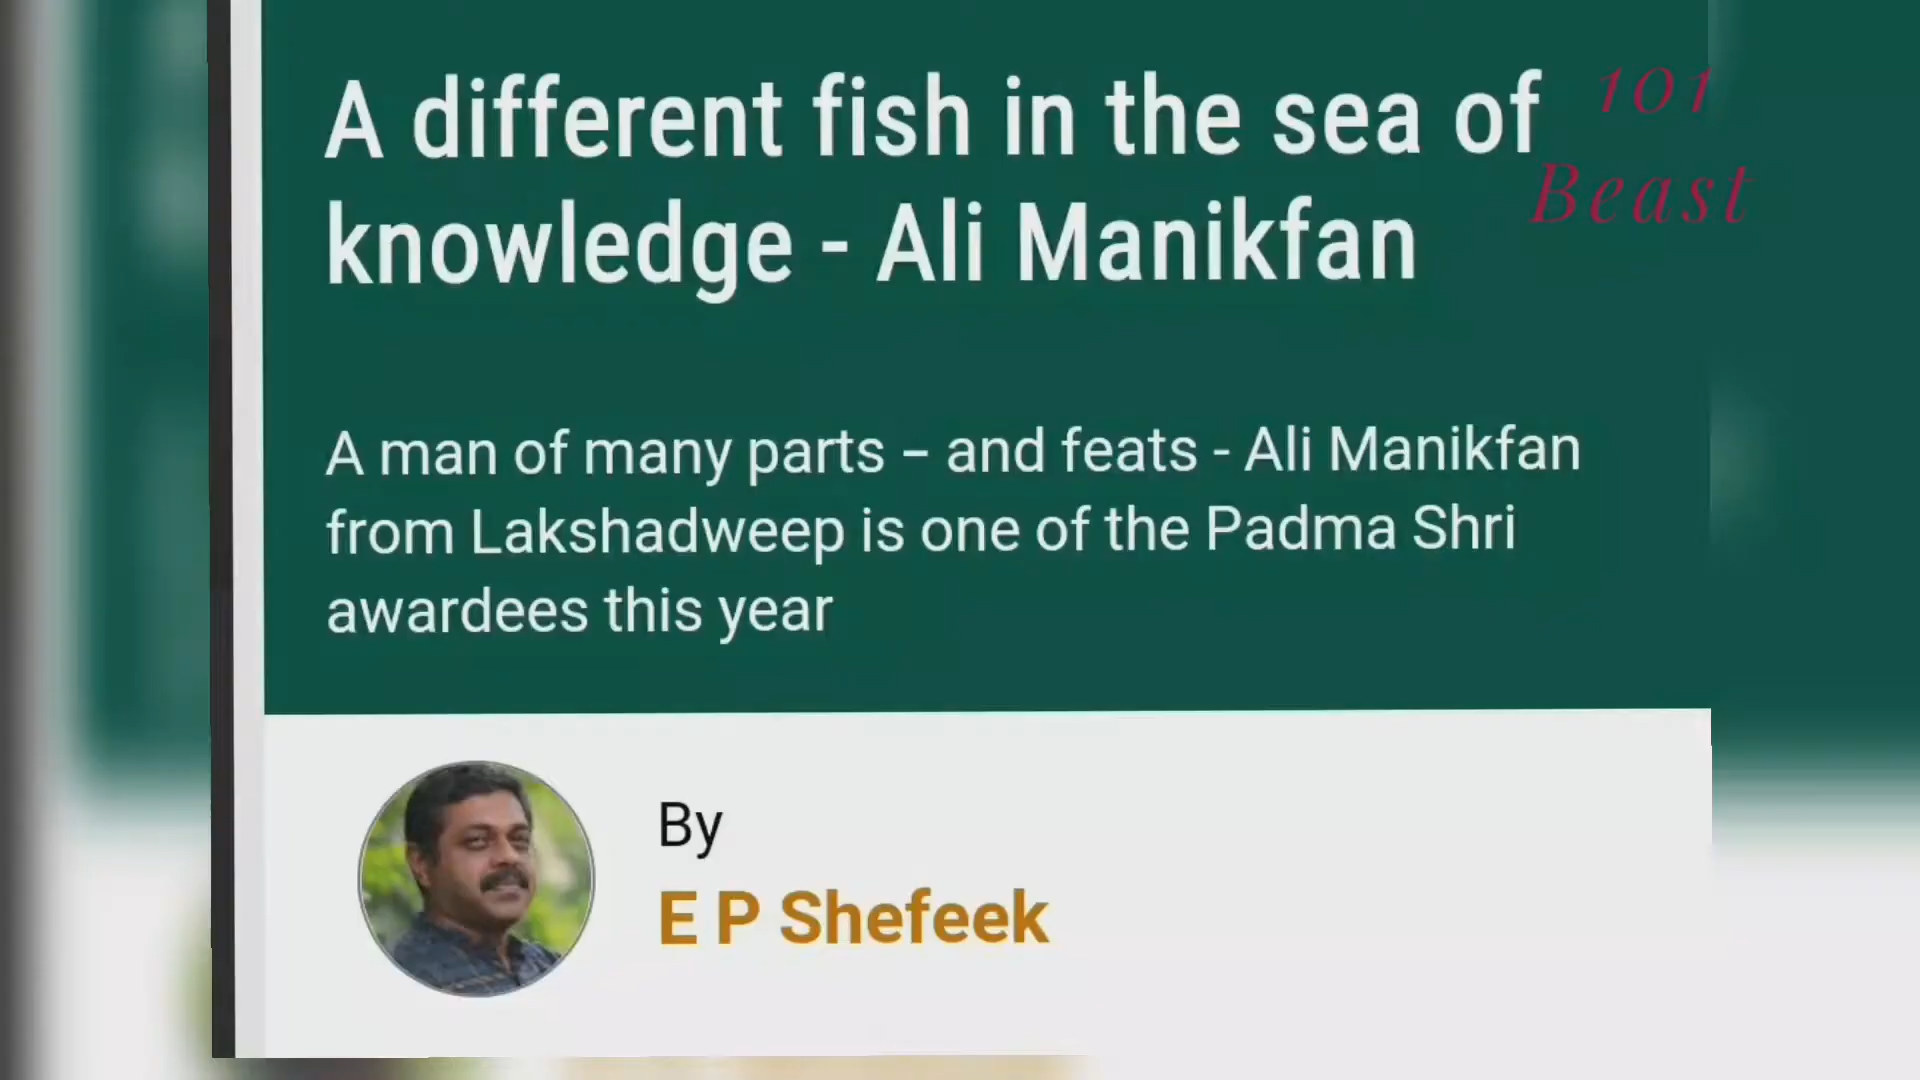 A different fish in the sea of
knowledge - Ali Manikfan
101
Beast
A man of many parts – and feats - Ali Manikfan
from Lakshadweep is one of the Padma Shri
awardees this year
By
E P Shefeek